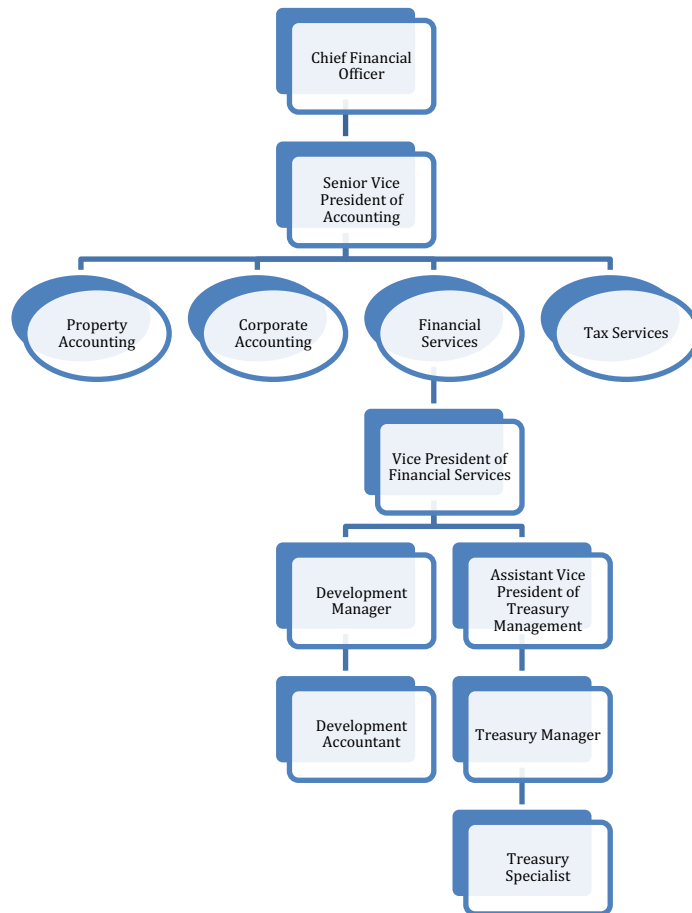 Chief Financial
Officer
Senior Vice
President of
Accounting
Property
Accounting
Corporate
Accounting
Financial
Services
Tax Services
Vice President of
Financial Services
Development
Manager
Assistant Vice
President of
Treasury
Management
Development
Accountant
Treasury Manager
Treasury
Specialist